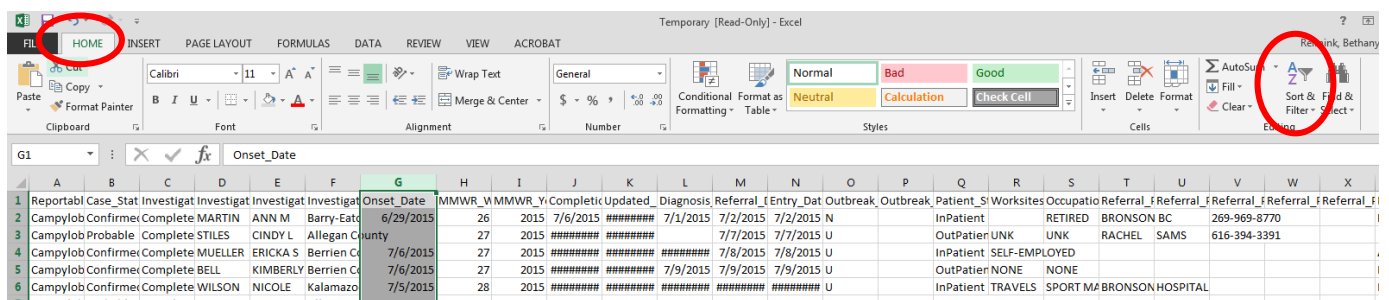 Temporary [Read-Only] - Excel ?
HOME INSERT PAGE LAYOUT FORMULAS DATA REVIEW VIEW ACROBAT
Cut Calibri 11 A A Wrap Text General Normal Bad Good AutoSum
Copy
Paste Format Painter B I U A Merge & Center $ % , Conditional Formatting Format as Table Neutral Calculation Check Cell Insert Delete Format Fill Clear Sort & Filter Find & Select
Clipboard Font Alignment Number Styles Cells Editing
G1 fx Onset_Date
A B C D E F G H I J K L M N O P Q R S T U V W X
1 Reportabl Case_Stat Investigat Investigat Investigat Investigat Onset_Date MMWR_W MMWR_Y Completic Updated_ Diagnosis_ Referral_ Entry_Dat Outbreak_ Outbreak_ Patient_S Worksites Occupatio Referral_F Referral_ Referral_F Referral_F Referral_F
2 Campylob Confirmed Complete MARTIN ANN M Barry-Eato 6/29/2015 26 2015 7/6/2015 ######## 7/1/2015 7/2/2015 7/2/2015 N InPatient RETIRED BRONSON BC 269-969-8770
3 Campylob Probable Complete STILES CINDY L Allegan County 27 2015 ######## ######## 7/7/2015 7/7/2015 U OutPatien UNK UNK RACHEL SAMS 616-394-3391
4 Campylob Confirmed Complete MUELLER ERICKA S Berrien Co 7/6/2015 27 2015 ######## ######## ######## 7/8/2015 7/8/2015 U InPatient SELF-EMPLOYED
5 Campylob Confirmed Complete BELL KIMBERLY Berrien Co 7/6/2015 27 2015 ######## ######## 7/9/2015 7/9/2015 7/9/2015 U OutPatien NONE NONE
6 Campylob Confirmed Complete WILSON NICOLE Kalamazo 7/5/2015 28 2015 ######## ######## ######## ######## ######## U InPatient TRAVELS SPORT MA BRONSON HOSPITAL